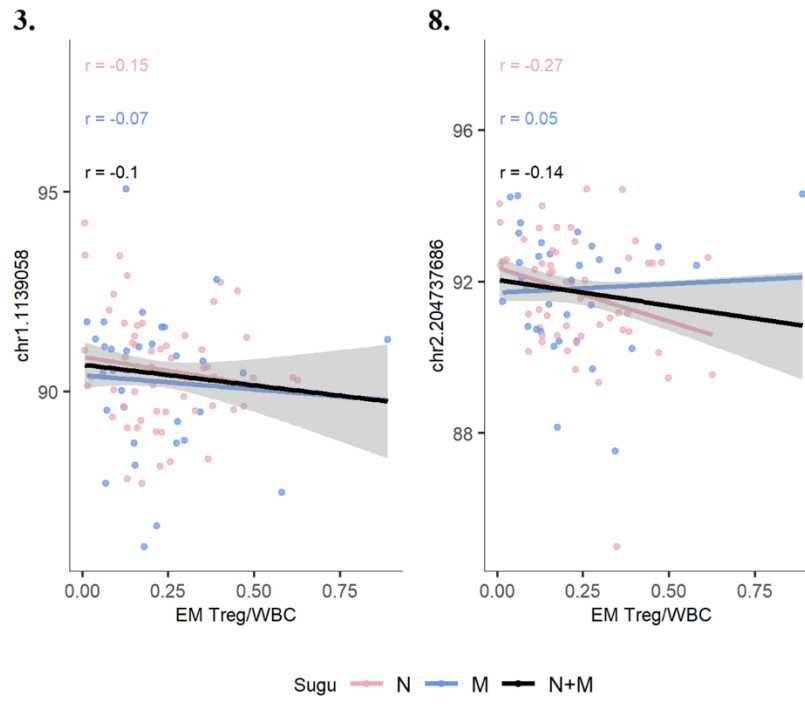 3.
r = -0.15
r = -0.07
r = -0.1
95
90
chr1.1139058
0.00 0.25 0.50 0.75
EM Treg/WBC
8.
r = -0.27
r = 0.05
r = -0.14
96
92
88
chr2.204737686
0.00 0.25 0.50 0.75
EM Treg/WBC
Sugu N M N+M